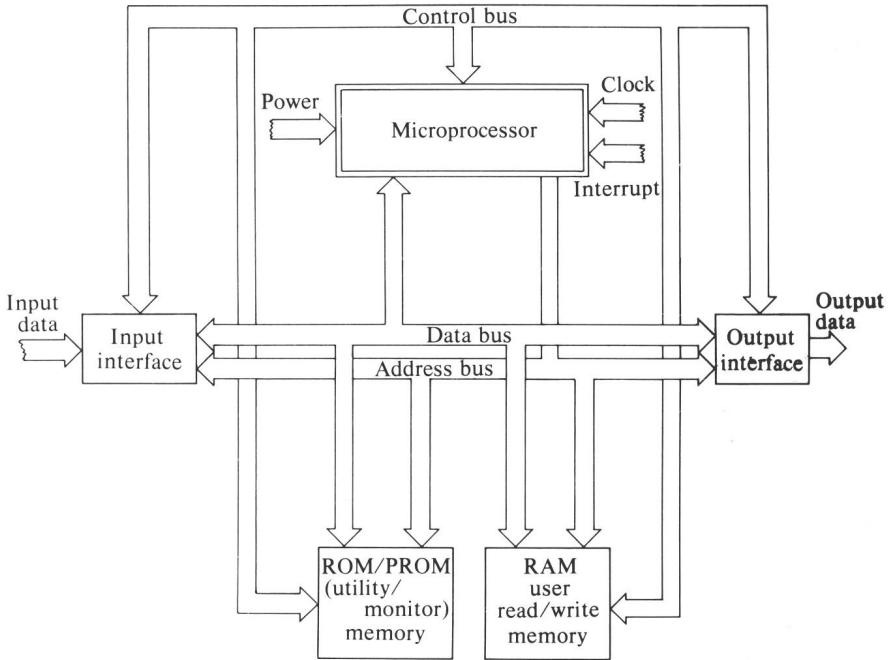 Control bus
Power
Clock
Microprocessor
Interrupt
Input
data
Input
interface
Data bus
Address bus
Output
data
Output
interface
ROM/PROM
(utility/
monitor)
memory
RAM
user
read/write
memory